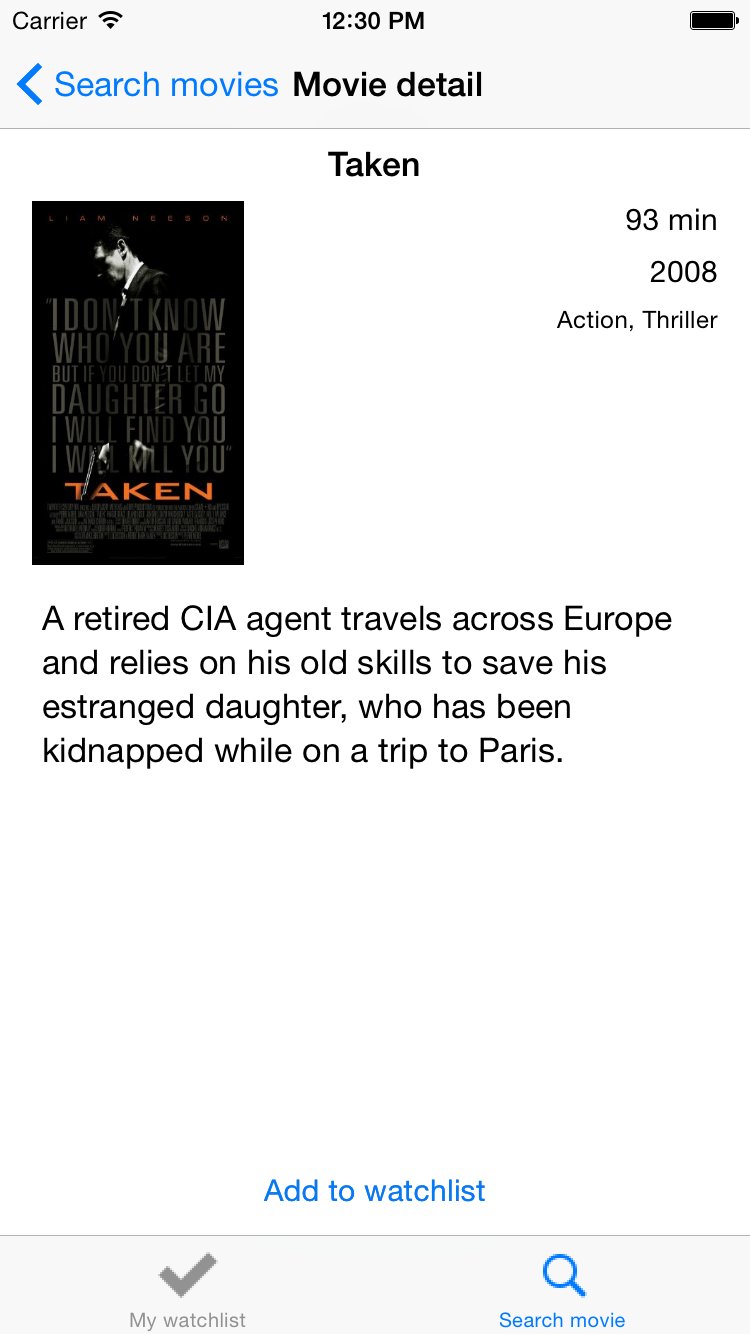 Carrier 12:30 PM
Search movies Movie detail
Taken
LIAM NEESON
"I DON'T KNOW
WHO YOU ARE
BUT IF YOU DON'T LET MY
DAUGHTER GO
I WILL FIND YOU
I WILL KILL YOU"
TAKEN
93 min
2008
Action, Thriller
A retired CIA agent travels across Europe
and relies on his old skills to save his
estranged daughter, who has been
kidnapped while on a trip to Paris.
Add to watchlist
My watchlist
Search movie